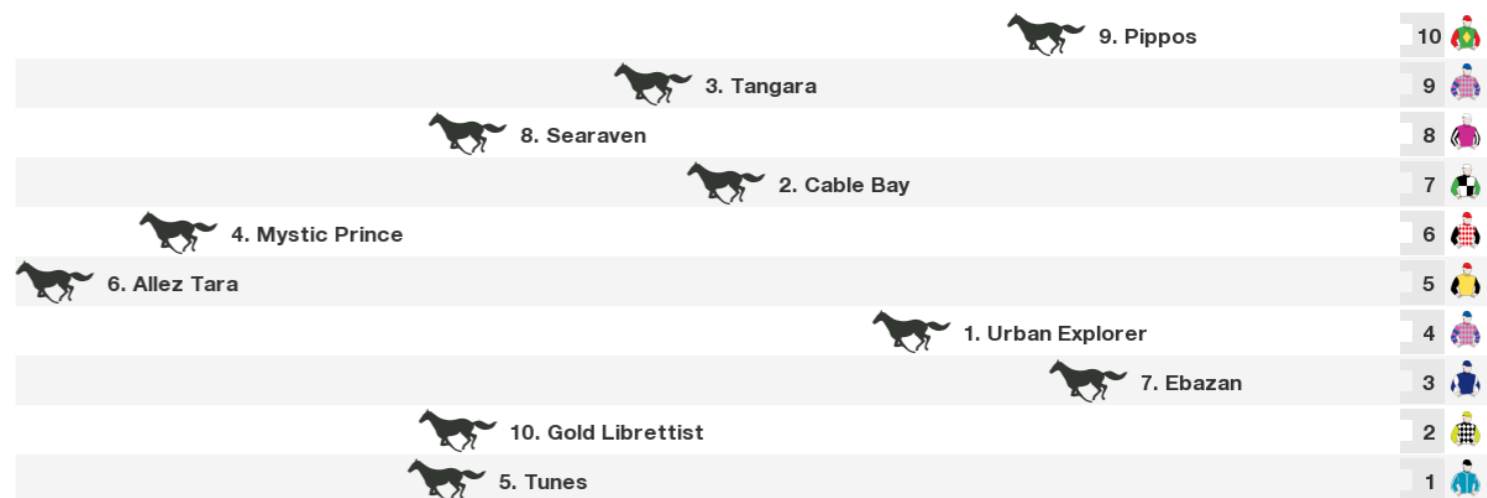 9. Pippos 10
3. Tangara 9
8. Searaven 8
2. Cable Bay 7
4. Mystic Prince 6
6. Allez Tara 5
1. Urban Explorer 4
7. Ebazan 3
10. Gold Librettist 2
5. Tunes 1